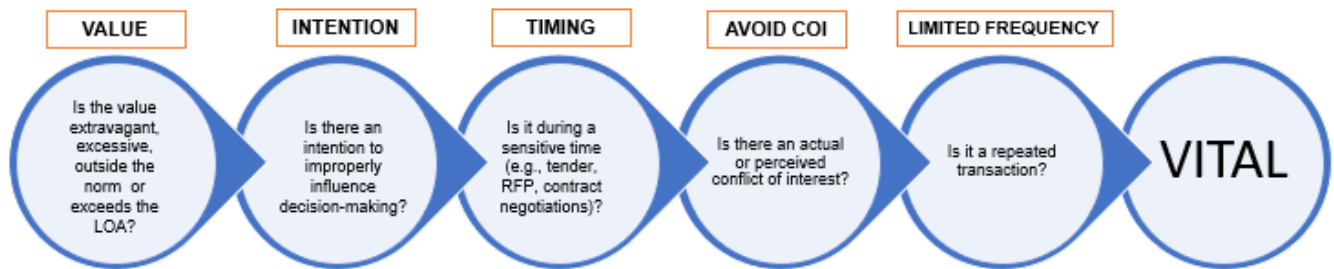 VALUE
INTENTION
TIMING
AVOID COI
LIMITED FREQUENCY
Is the value
extravagant,
excessive,
outside the
norm or
exceeds the
LOA?
Is there an
intention to
improperly
influence
decision-making?
Is it during a
sensitive time
(e.g., tender,
RFP, contract
negotiations)?
Is there an actual
or perceived
conflict of interest?
Is it a repeated
transaction?
VITAL